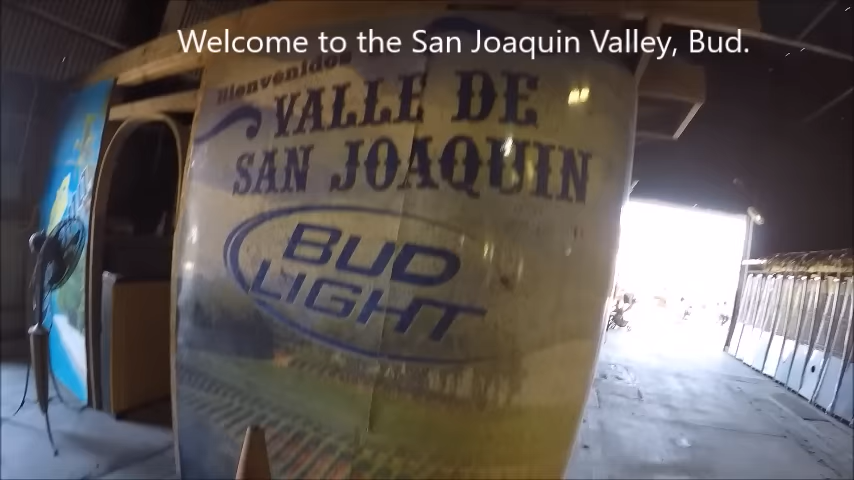 Welcome to the San Joaquin Valley, Bud.
Bienvenidos
VALLE DE
SAN JOAQUIN
BUD
LIGHT